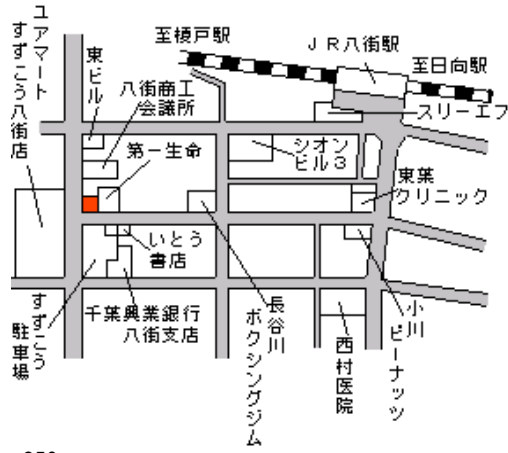 ユアマート
すずこう八街店
東ビル
八街商工
会議所
第一生命
至榎戸駅
ＪＲ八街駅
至日向駅
スリーエフ
シオン
ビル３
東葉
クリニック
いとう
書店
すずこう
駐車場
千葉興業銀行
八街支店
長谷川
ボクシングジム
西村医院
小川
ピーナッツ